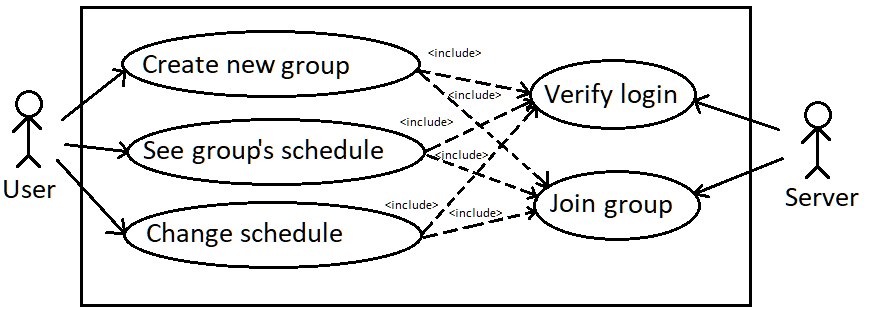 Create new group
<include>
Verify login
<include>
<include>
See group's schedule
<include>
User
Server
Change schedule
<include>
<include>
Join group